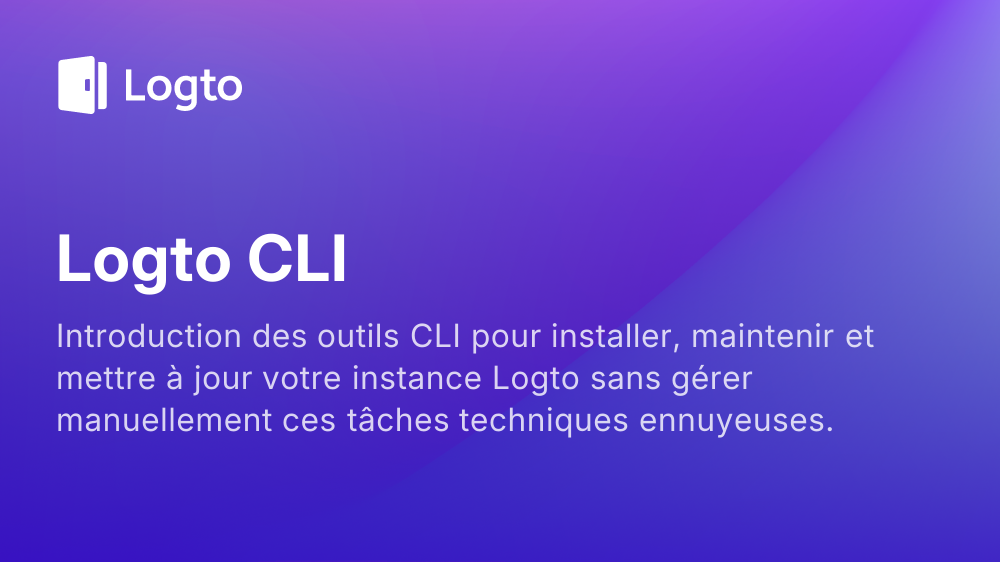 Logto
Logto CLI
Introduction des outils CLI pour installer, maintenir et
mettre à jour votre instance Logto sans gérer
manuellement ces tâches techniques ennuyeuses.